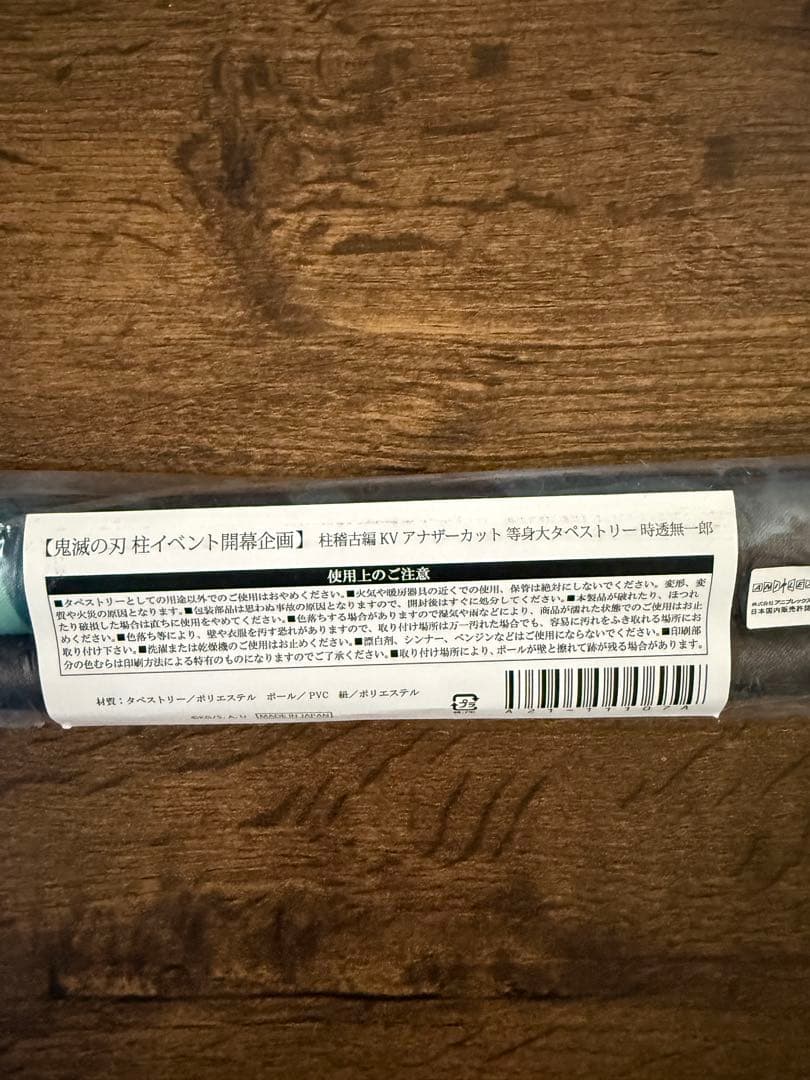 【鬼滅の刃 柱イベント開幕企画】 柱稽古編 KV アナザーカット 等身大タペストリー 時透無一郎
使用上のご注意
■タペストリーとしての用途以外でのご使用はおやめください。■火気や暖房器具の近くでの使用、保管は絶対にしないでください。変形、変
質や火災の原因となります。■包装部品は思わぬ事故の原因となりますので、開封後はすぐに処分してください。■本製品が破れたり、ほつれ
たり破損した場合は直ちに使用をやめてください。■色落ちする場合がありますので湿気や雨などにより、商品が濡れた状態でのご使用はお止
めください。■色落ち等により、壁や衣服を汚す恐れがありますので、取り付け場所は万一汚れた場合でも、容易に汚れをふき取れる場所にお
取り付け下さい。■洗濯または乾燥機のご使用はお止めください。■漂白剤、シンナー、ベンジンなどはご使用にならないでください。■印刷部
分の色むらは印刷方法による特有のものになりますのでご了承ください。■取り付け場所により、ポールが壁と擦れて跡が残る場合があります。
材質：タペストリー／ポリエステル ポール／PVC 紐／ポリエステル
プラ
A21-11107A
MADE IN JAPAN
株式会社アニプレックス
日本国内販売許